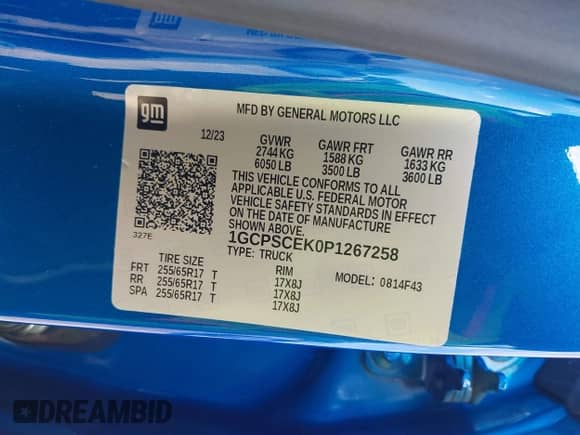 gm
MFD BY GENERAL MOTORS LLC
12/23 GVWR GAWR FRT GAWR RR
2744 KG 1588 KG 1633 KG
6050 LB 3500 LB 3600 LB
THIS VEHICLE CONFORMS TO ALL
APPLICABLE U.S. FEDERAL MOTOR
VEHICLE SAFETY STANDARDS IN EFFECT
ON THE DATE OF MANUFACTURE
SHOWN ABOVE.
327E
1GCPSCEK0P1267258
TYPE: TRUCK
TIRE SIZE RIM MODEL: 0814F43
FRT 255/65R17 T 17X8J
RR 255/65R17 T 17X8J
SPA 255/65R17 T 17X8J
DREAMBID